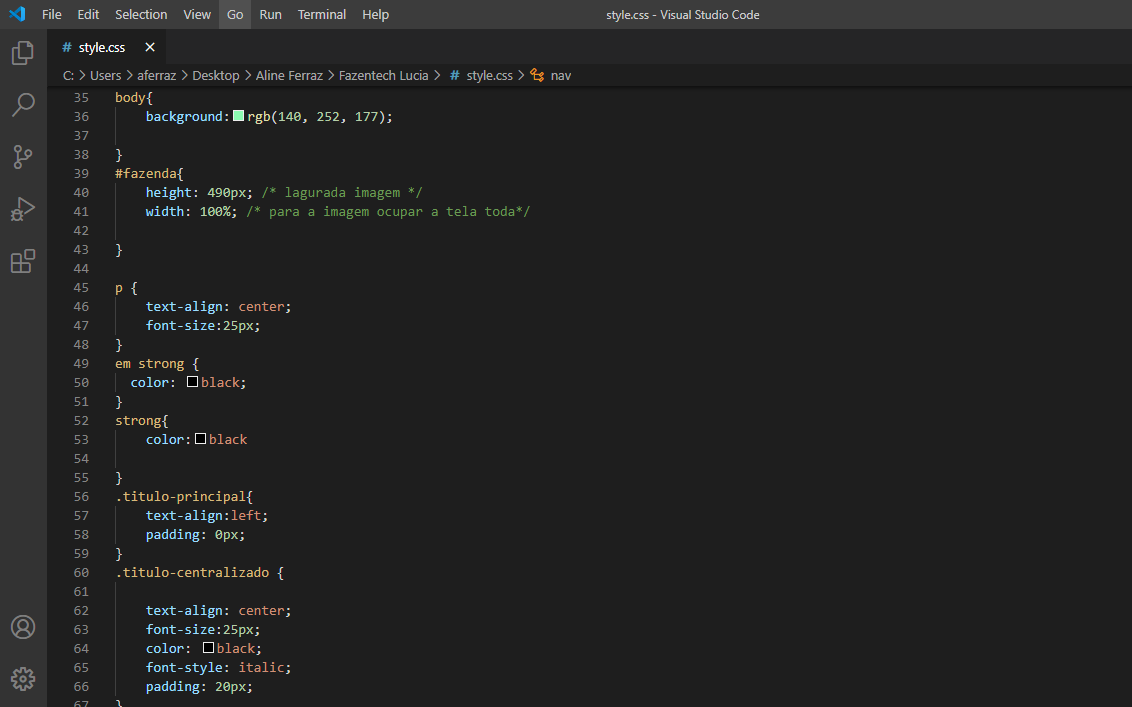 File Edit Selection View Go Run Terminal Help style.css - Visual Studio Code
# style.css ✕
C: > Users > aferraz > Desktop > Aline Ferraz > Fazentech Lucia > # style.css > nav
35 body{
36 background: rgb(140, 252, 177);
37
38 }
39 #fazenda{
40 height: 490px; /* lagurada imagem */
41 width: 100%; /* para a imagem ocupar a tela toda*/
42
43 }
44
45 p {
46 text-align: center;
47 font-size:25px;
48 }
49 em strong {
50 color: black;
51 }
52 strong{
53 color: black
54
55 }
56 .titulo-principal{
57 text-align:left;
58 padding: 0px;
59 }
60 .titulo-centralizado {
61
62 text-align: center;
63 font-size:25px;
64 color: black;
65 font-style: italic;
66 padding: 20px;
67 }